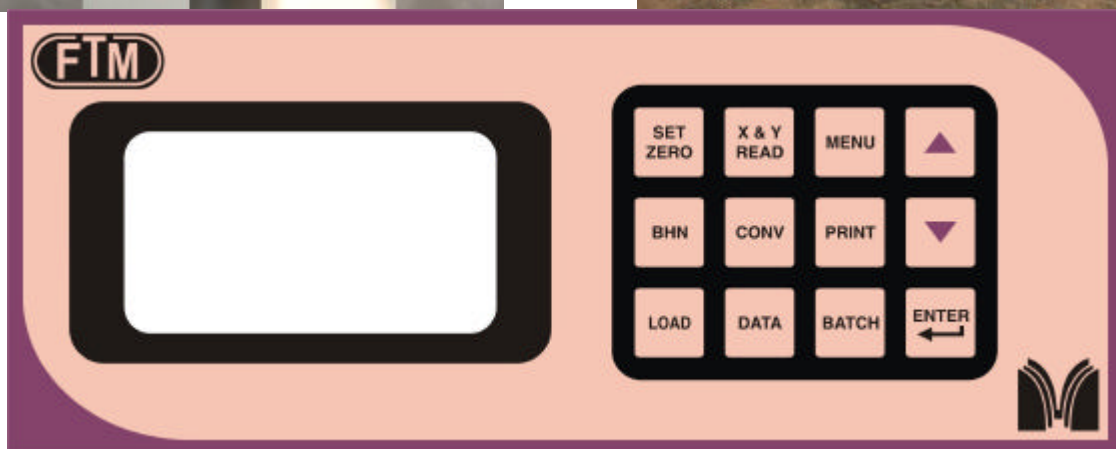 FTM
SET
ZERO
X & Y
READ
MENU
BHN
CONV
PRINT
LOAD
DATA
BATCH
ENTER